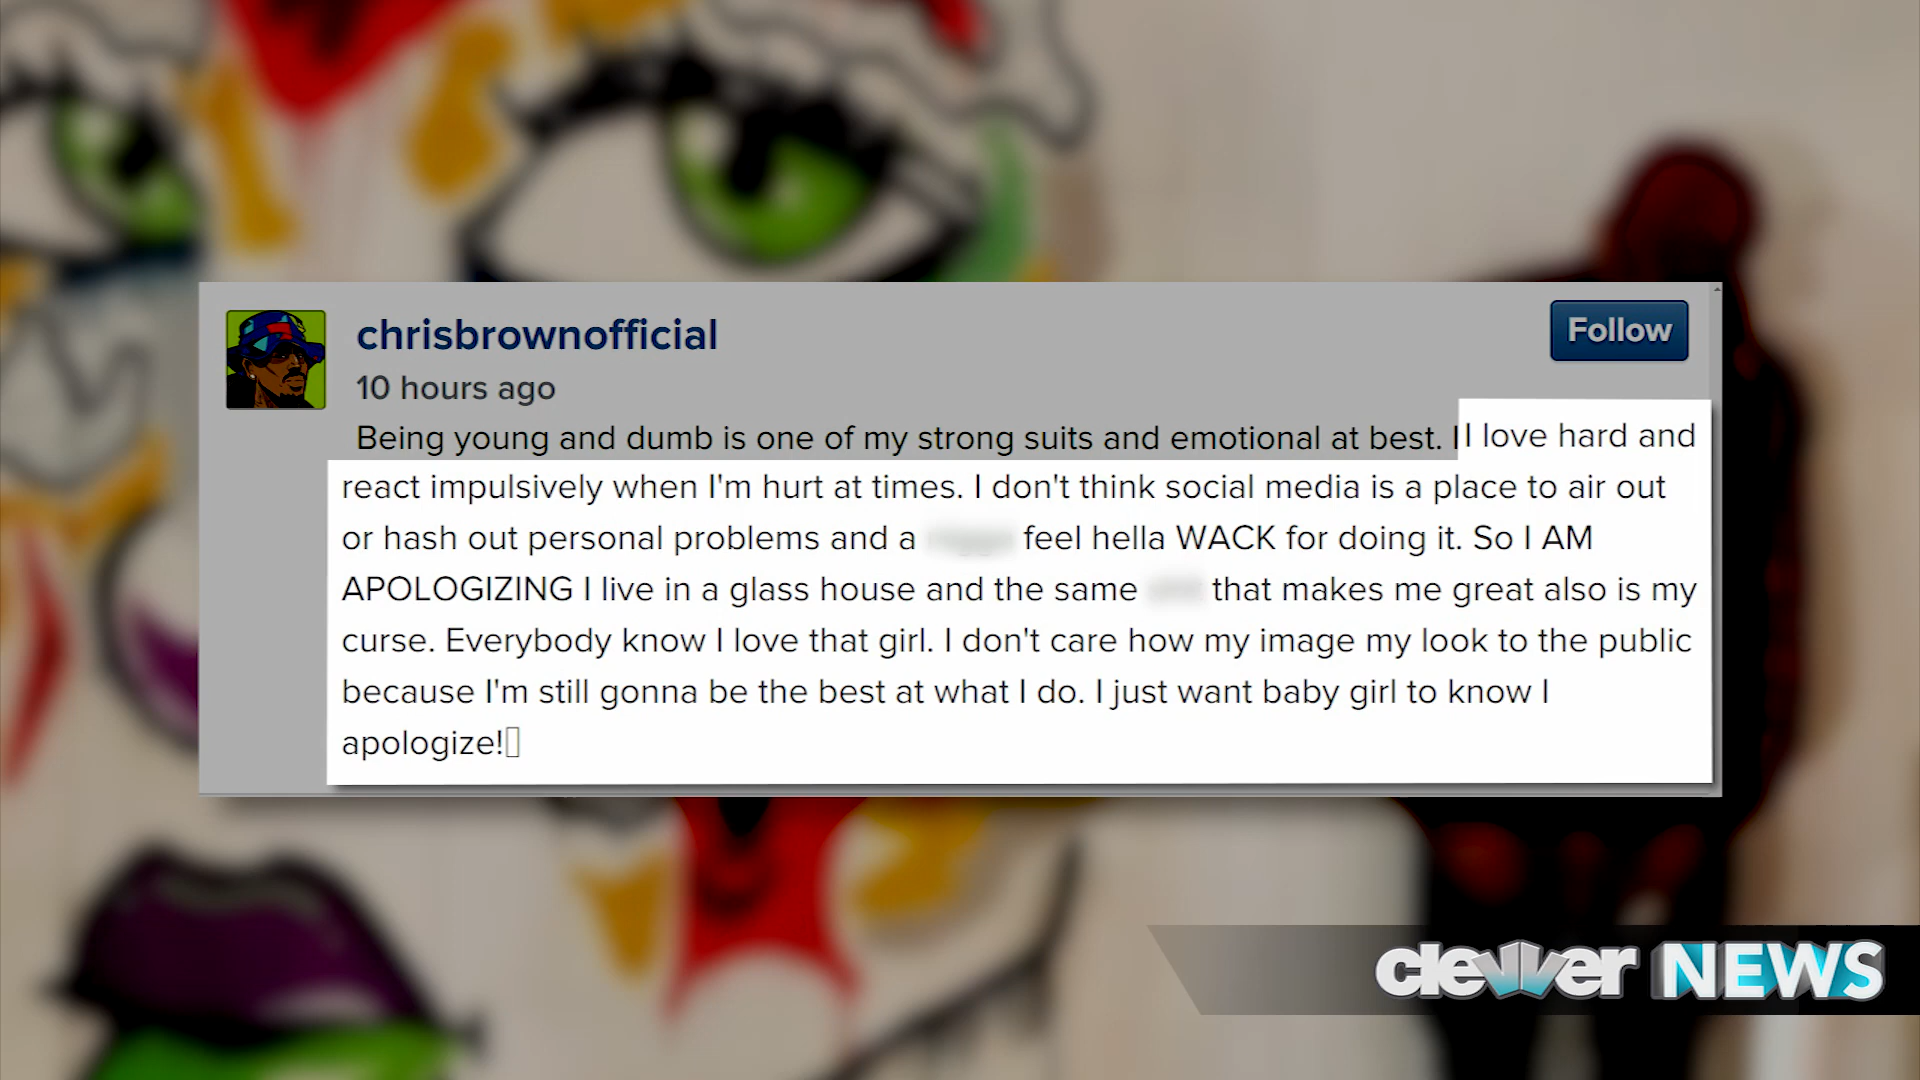 chrisbrownofficial
Follow
10 hours ago
Being young and dumb is one of my strong suits and emotional at best. I I love hard and
react impulsively when I'm hurt at times. I don't think social media is a place to air out
or hash out personal problems and a feel hella WACK for doing it. So I AM
APOLOGIZING I live in a glass house and the same that makes me great also is my
curse. Everybody know I love that girl. I don't care how my image my look to the public
because I'm still gonna be the best at what I do. I just want baby girl to know I
apologize!
clevver NEWS